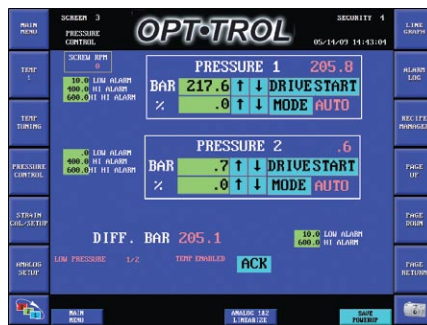 MAIN MENU
SCREEN 3
OPT•TROL
SECURITY 4
LINE GRAPH
PRESSURE CONTROL
05/14/09 14:43:04
TEMP 1
SCREW RPM
0
ALARM LOG
PRESSURE 1 205.8
10.0 LOW ALARM
400.0 HI ALARM
600.0 HI HI ALARM
BAR 217.6 ↑ ↓ DRIVE START
% .0 ↑ ↓ MODE AUTO
TEMP TUNING
RECIPE MANAGER
PRESSURE 2 .6
.0 LOW ALARM
400.0 HI ALARM
600.0 HI HI ALARM
BAR .7 ↑ ↓ DRIVE START
% .0 ↑ ↓ MODE AUTO
PRESSURE CONTROL
PAGE UP
STRAIN CAL/SETUP
PAGE DOWN
DIFF. BAR 205.1
10.0 LOW ALARM
600.0 HI ALARM
ANALOG SETUP
LOW PRESSURE 1/2
TEMP ENABLED
ACK
PAGE RETURN
MAIN MENU
ANALOG 1&2 LINEARIZE
SAVE POWERUP